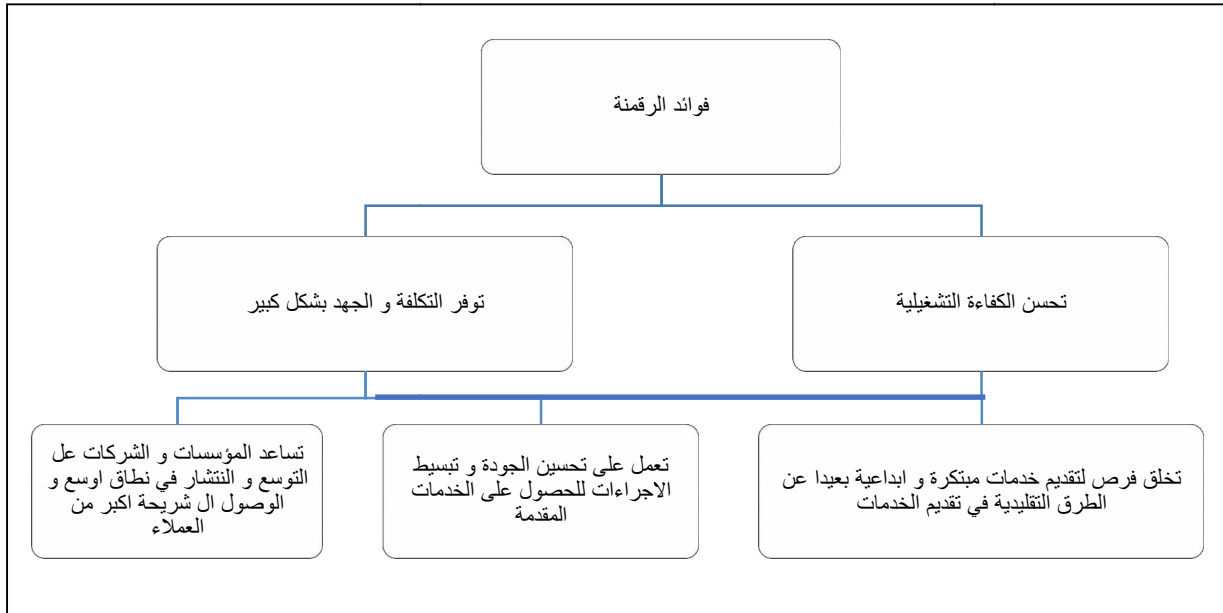 فوائد الرقمنة
تحسن الكفاءة التشغيلية
توفر التكلفة و الجهد بشكل كبير
تخلق فرص لتقديم خدمات مبتكرة و ابداعية بعيدا عن
الطرق التقليدية في تقديم الخدمات
تعمل على تحسين الجودة و تبسيط
الاجراءات للحصول على الخدمات
المقدمة
تساعد المؤسسات و الشركات عل
التوسع و النتشار في نطاق اوسع و
الوصول ال شريحة اكبر من
العملاء